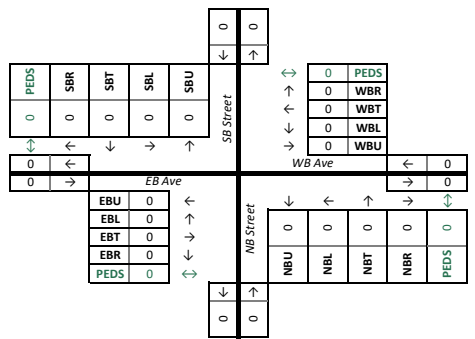 0 0
↓ ↑
PEDS SBR SBT SBL SBU
0 0 0 0 0
↕ ← ↓ → ↑
SB Street
↔ 0 PEDS
↑ 0 WBR
← 0 WBT
↓ 0 WBL
→ 0 WBU
WB Ave
0 ←
0 →
← 0
→ 0
EB Ave
EBU 0 ←
EBL 0 ↑
EBT 0 →
EBR 0 ↓
PEDS 0 ↔
NB Street
↓ ← ↑ → ↕
0 0 0 0 0
NBU NBL NBT NBR PEDS
↓ ↑
0 0